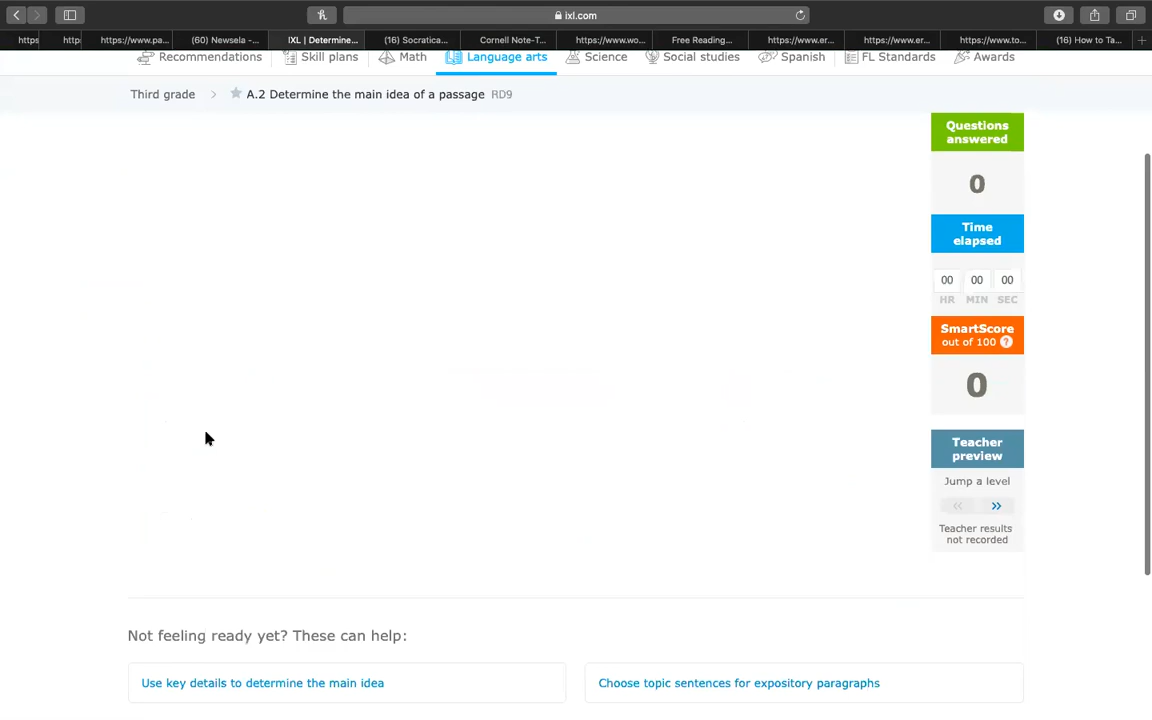 ixl.com
https
http
https://www.pa...
(60) Newsela -...
IXL | Determine...
(16) Socratica...
Cornell Note-T...
https://www.wo...
Free Reading...
https://www.er...
https://www.er...
https://www.to...
(16) How to Ta...
Recommendations
Skill plans
Math
Language arts
Science
Social studies
Spanish
FL Standards
Awards
Third grade > A.2 Determine the main idea of a passage RD9
Questions
answered
0
Time
elapsed
00 00 00
HR MIN SEC
SmartScore
out of 100 ?
0
Teacher
preview
Jump a level
<< >>
Teacher results
not recorded
Not feeling ready yet? These can help:
Use key details to determine the main idea
Choose topic sentences for expository paragraphs